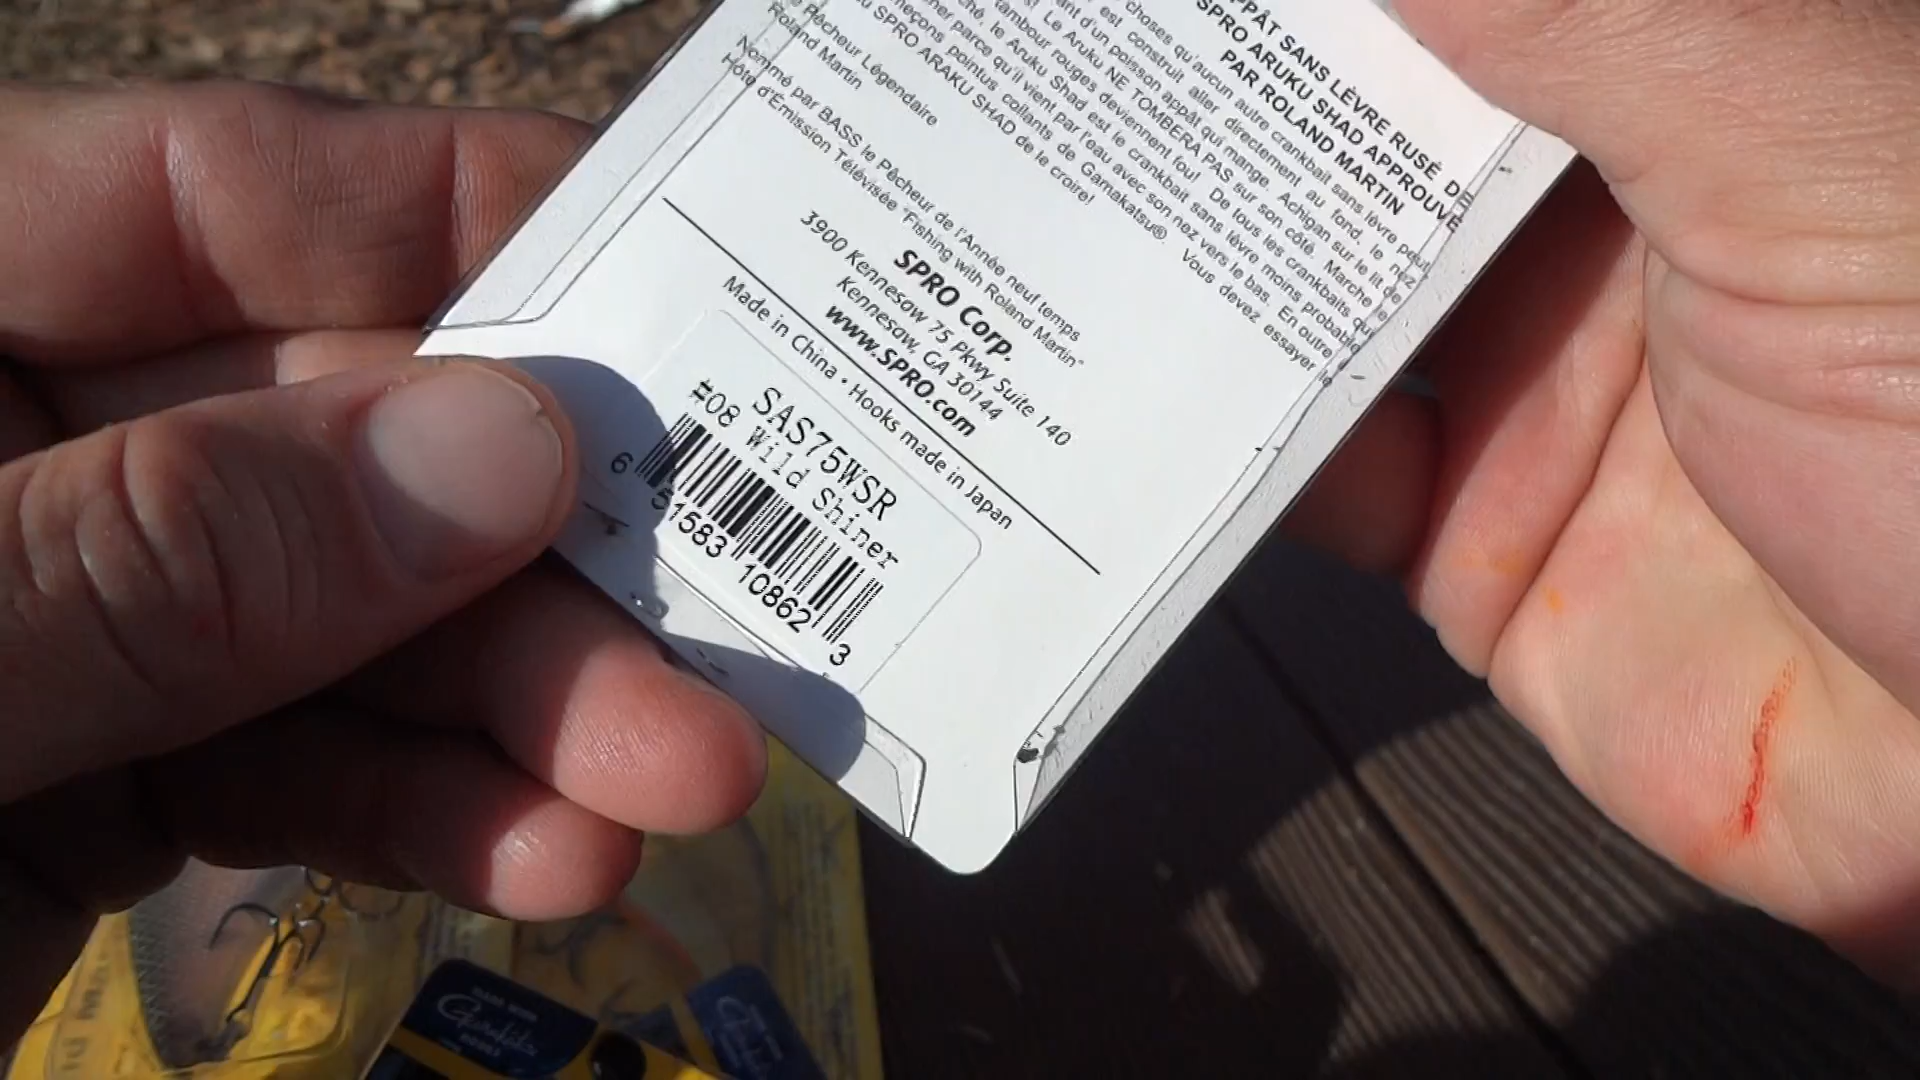 PPÂT SANS LÈVRE RUSÉ DE
SPRO ARUKU SHAD APPROUVÉ
PAR ROLAND MARTIN
choses qu'aucun autre crankbait sans lèvre peut
est construit aller directement au fond, le nez
d'un poisson appât qui mange. Achigan sur le lit de
Le Aruku NE TOMBERA PAS sur son côté. Marche e
tambour rouges deviennent fou! De tous les crankbaits qui
ché, le Aruku Shad est le crankbait sans lèvre moins probable
cher parce qu'il vient par l'eau avec son nez vers le bas. En outre
meçons pointus collants de Gamakatsu®. Vous devez essayer le
SPRO ARAKU SHAD de le croire!
Pêcheur Légendaire
Roland Martin
Nommé par BASS le Pêcheur de l'Année neuf temps
Hôte d'Émission Télévisée "Fishing with Roland Martin"
SPRO Corp.
3900 Kennesaw 75 Pkwy Suite 140
Kennesaw, GA 30144
www.SPRO.com
Made in China • Hooks made in Japan
SAS75WSR
#08 Wild Shiner
6 51583 10862 3